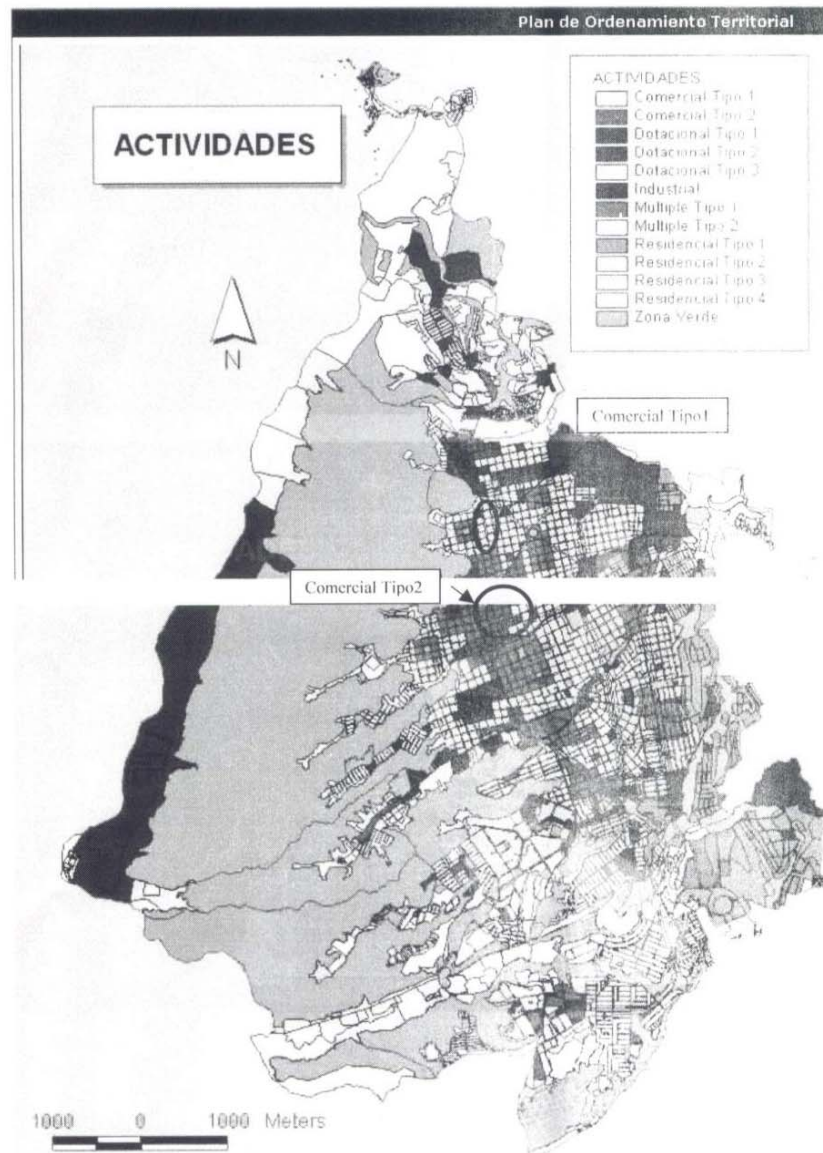 Plan de Ordenamiento Territorial
ACTIVIDADES
ACTIVIDADES
Comercial Tipo 1
Comercial Tipo 2
Dotacional Tipo 1
Dotacional Tipo 2
Dotacional Tipo 3
Industrial
Multiple Tipo 1
Multiple Tipo 2
Residencial Tipo 1
Residencial Tipo 2
Residencial Tipo 3
Residencial Tipo 4
Zona Verde
N
Comercial Tipo1
Comercial Tipo2
1000 0 1000 Meters